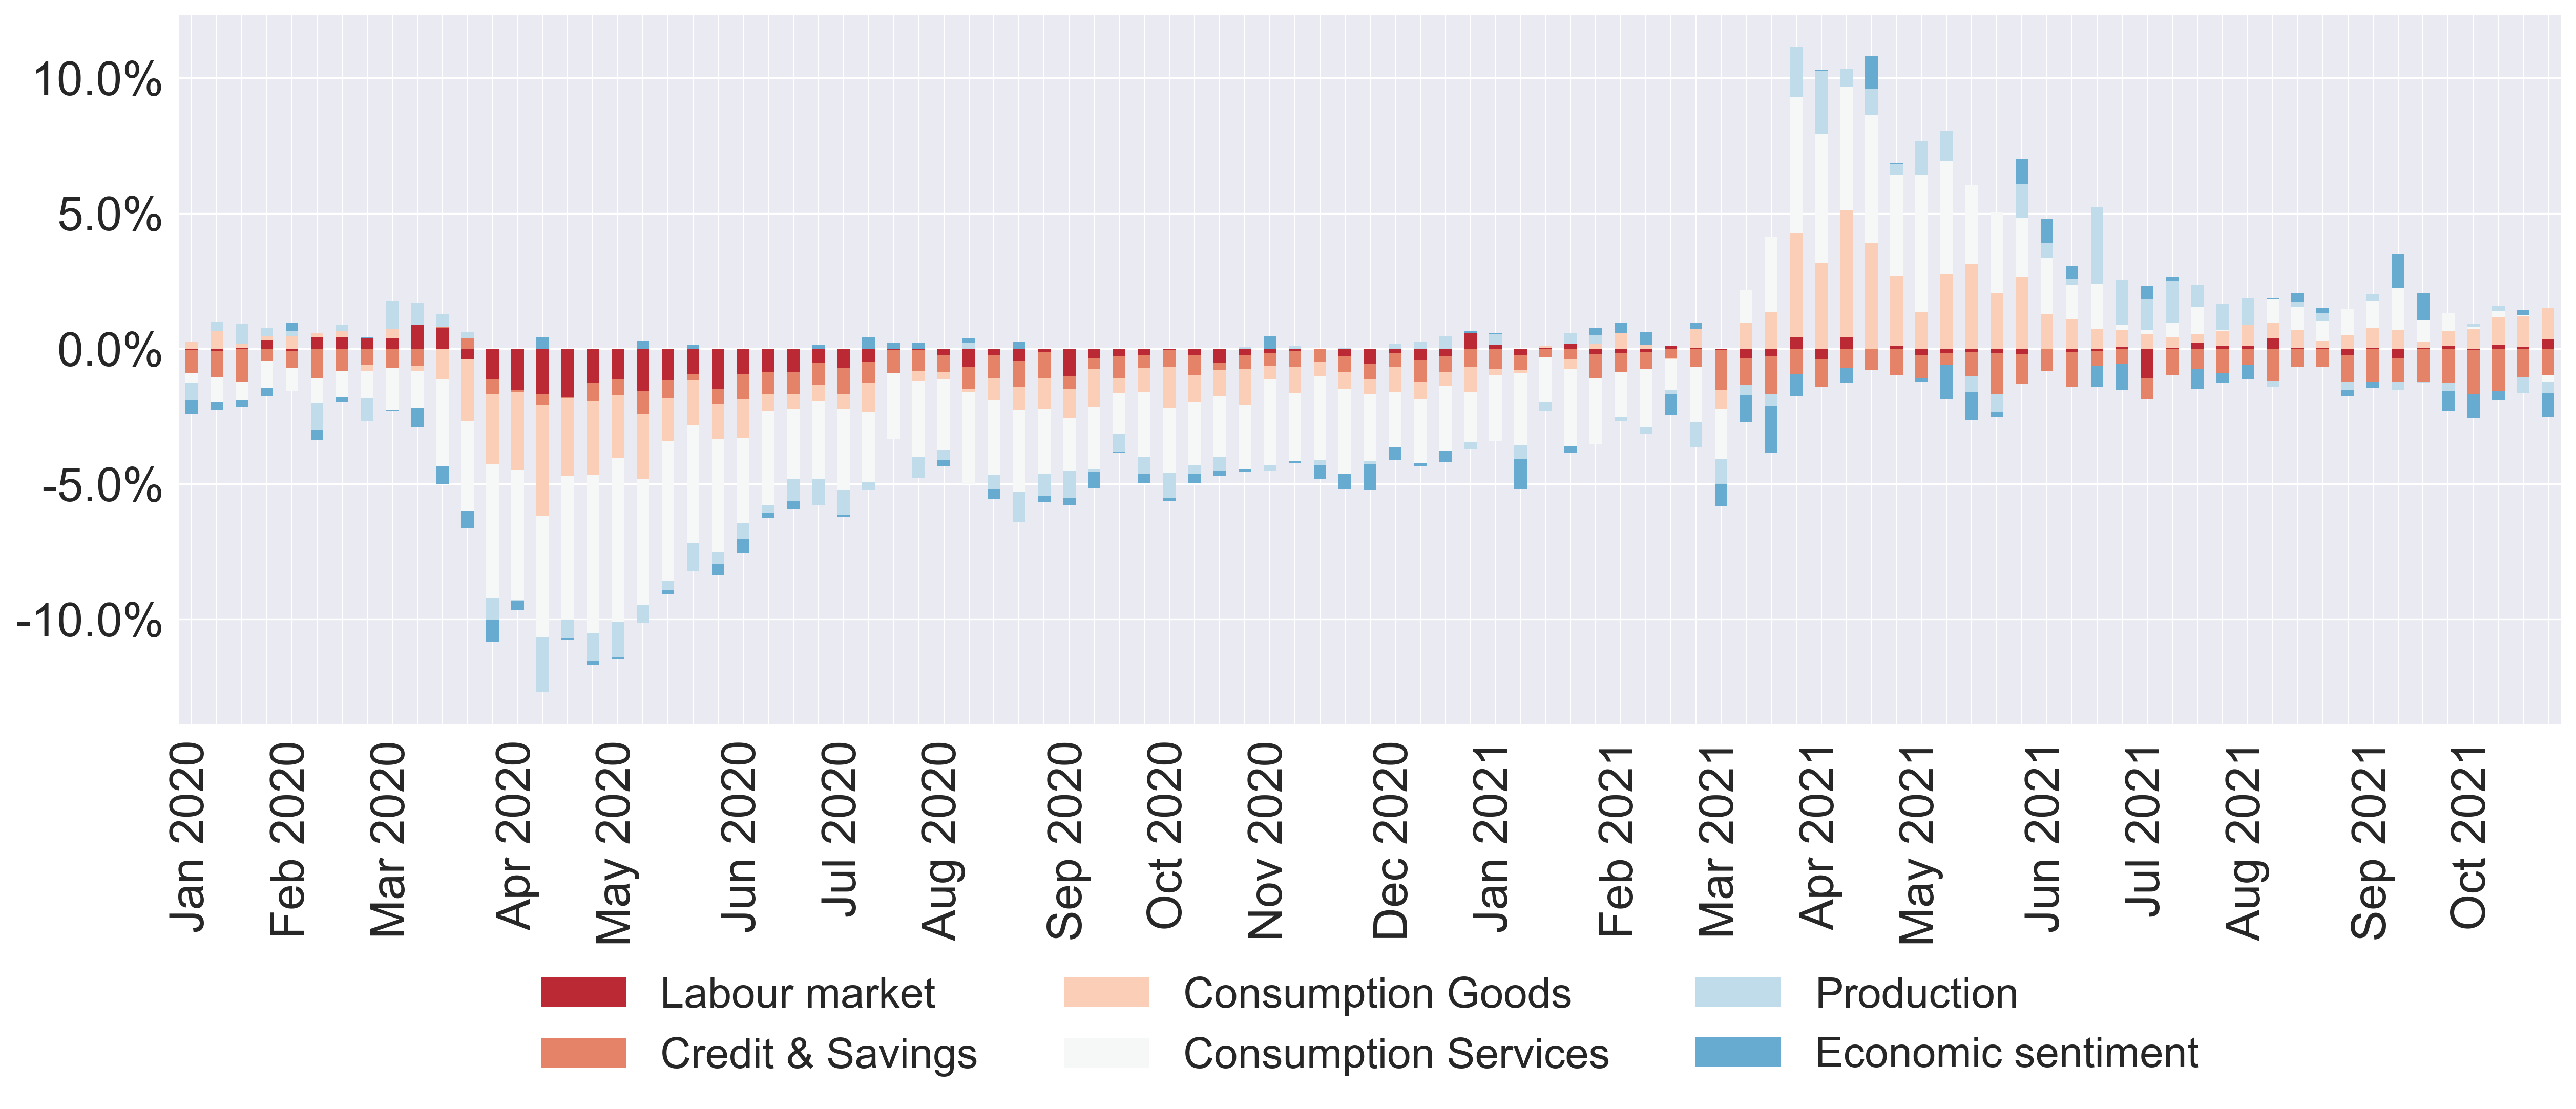 10.0%
5.0%
0.0%
-5.0%
-10.0%
Jan 2020
Feb 2020
Mar 2020
Apr 2020
May 2020
Jun 2020
Jul 2020
Aug 2020
Sep 2020
Oct 2020
Nov 2020
Dec 2020
Jan 2021
Feb 2021
Mar 2021
Apr 2021
May 2021
Jun 2021
Jul 2021
Aug 2021
Sep 2021
Oct 2021
Labour market
Credit & Savings
Consumption Goods
Consumption Services
Production
Economic sentiment